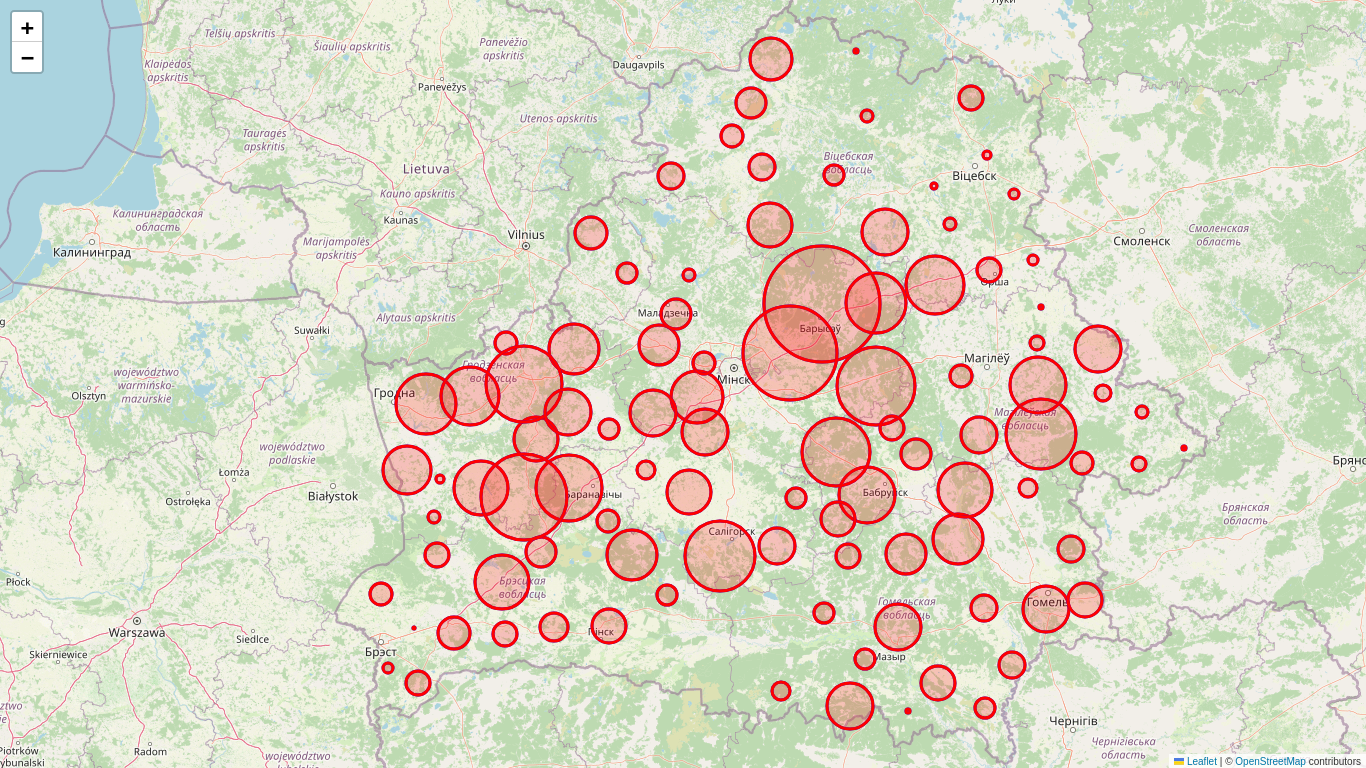 +
−
Луки
Telšių apskritis
Šiaulių apskritis
Panevėžio
apskritis
Klaipėdos
apskritis
Daugavpils
Panevėžys
Utenos apskritis
Tauragės
apskritis
Lietuva
Віцебская
вобласць
Віцебск
Kauno apskritis
Калининградская
область
Kaunas
Vilnius
Marijampolės
apskritis
Калининград
Смоленск
Смоленская
область
Орша
Alytaus apskritis
Маладзечна
Suwałki
Барысаў
g
Гродзенская
вобласць
Мінск
Магілёў
województwo
warmińsko-
mazurskie
Olsztyn
Гродна
Магілёўская
вобласць
województwo
podlaskie
Łomża
Ostrołęka
Białystok
Баранавічы
Бабруйск
Брянск
Брянская
область
Салігорск
Płock
Брэсцкая
вобласць
Гомельская
вобласць
Гомель
Warszawa
Siedlce
Skierniewice
Брэст
Пінск
Мазыр
Чернігів
Чернігівська
область
Radom
Piotrków
ybunalski
województwo
Leaflet | © OpenStreetMap contributors